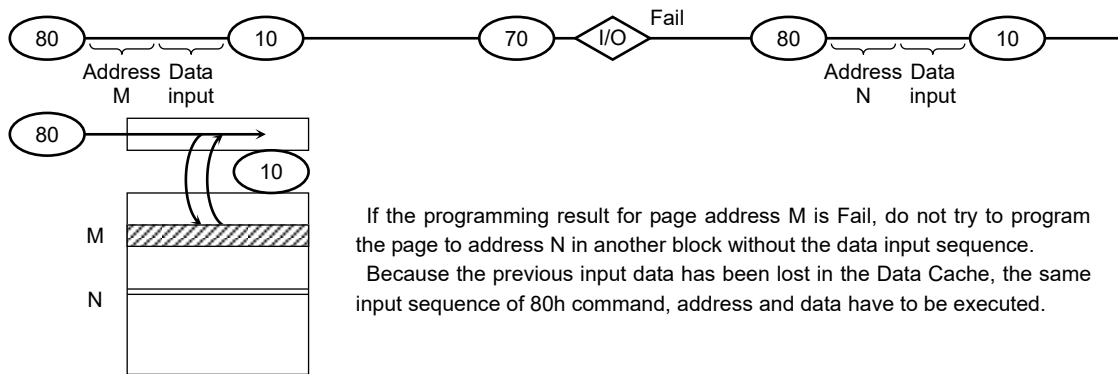 Fail
80 10 70 I/O 80 10
Address Data Address Data
M input N input
80
10
M
N
If the programming result for page address M is Fail, do not try to program
the page to address N in another block without the data input sequence.
Because the previous input data has been lost in the Data Cache, the same
input sequence of 80h command, address and data have to be executed.